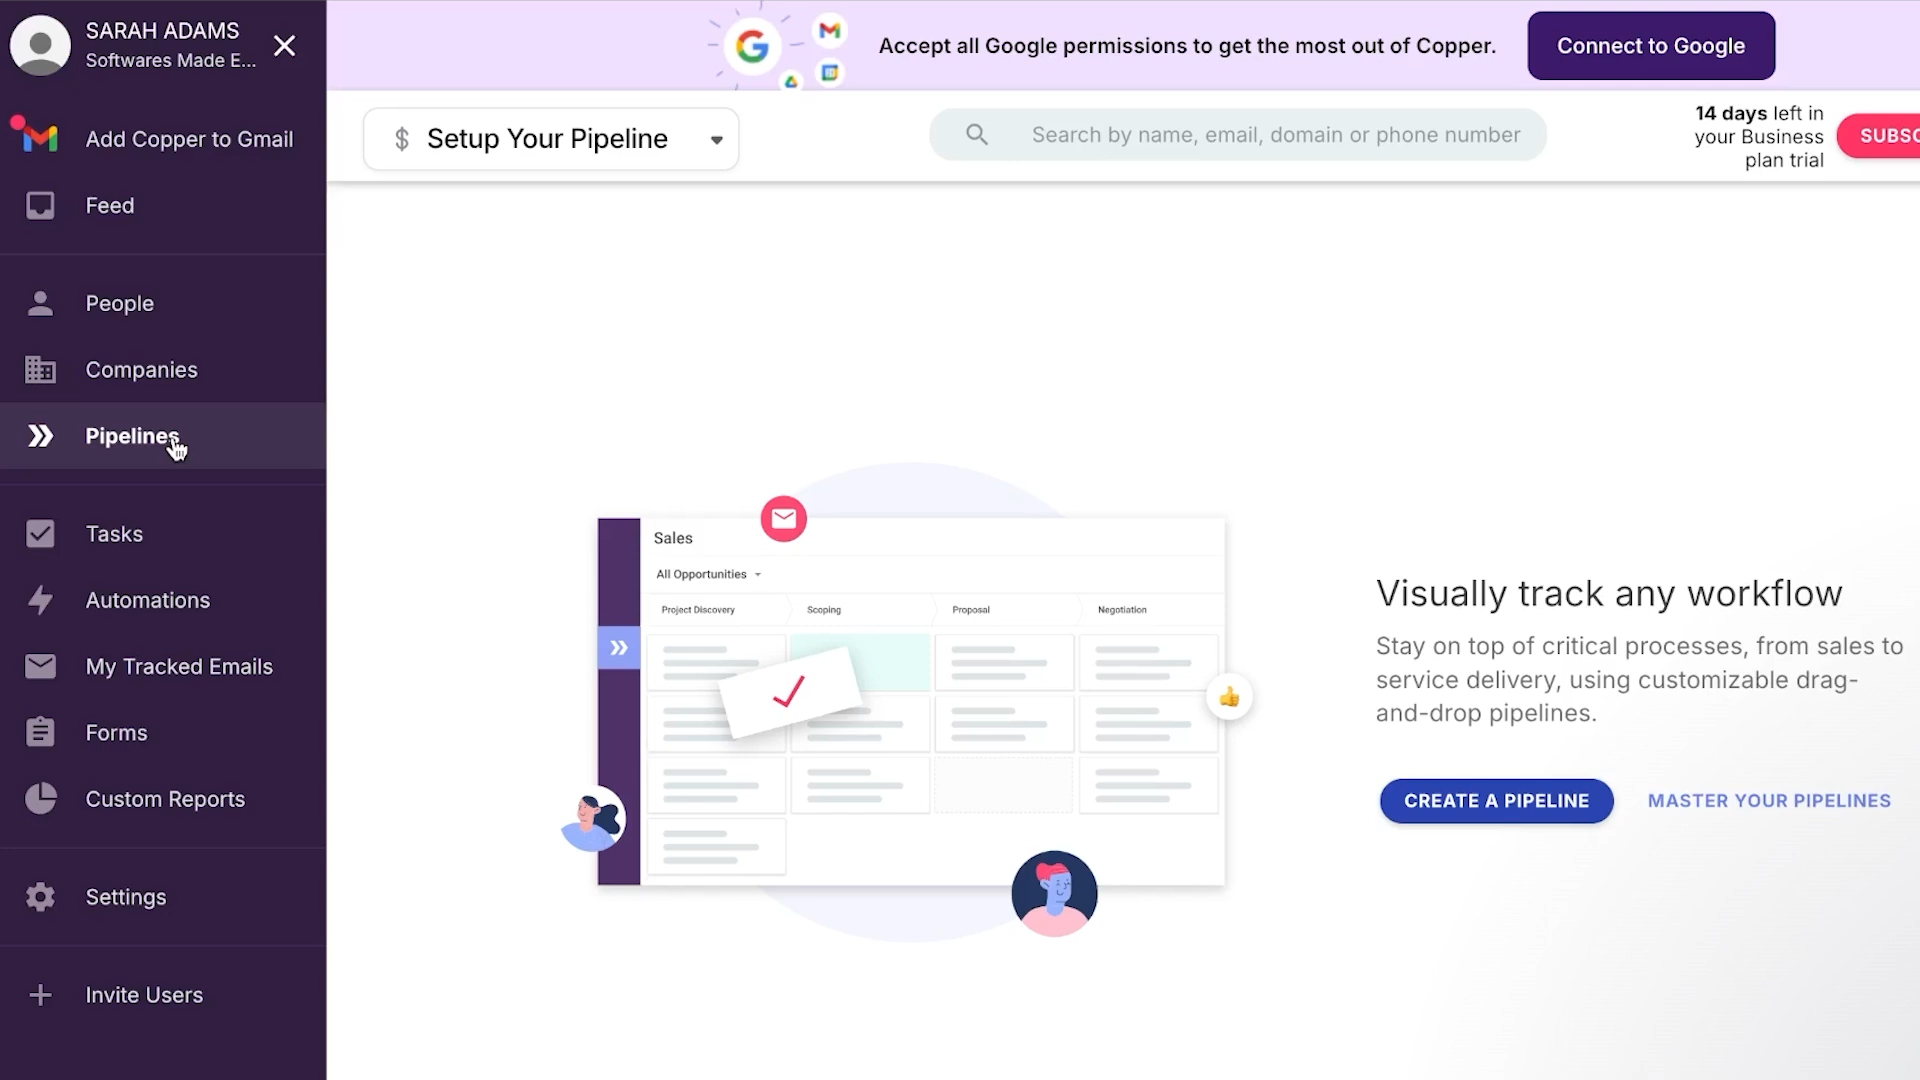 SARAH ADAMS
Softwares Made E...
Add Copper to Gmail
Feed
People
Companies
Pipelines
Tasks
Automations
My Tracked Emails
Forms
Custom Reports
Settings
Invite Users
Accept all Google permissions to get the most out of Copper.
Connect to Google
Setup Your Pipeline
Search by name, email, domain or phone number
14 days left in
your Business
plan trial
SUBSC
Sales
All Opportunities
Project Discovery
Scoping
Proposal
Negotiation
Visually track any workflow
Stay on top of critical processes, from sales to
service delivery, using customizable drag-
and-drop pipelines.
CREATE A PIPELINE
MASTER YOUR PIPELINES